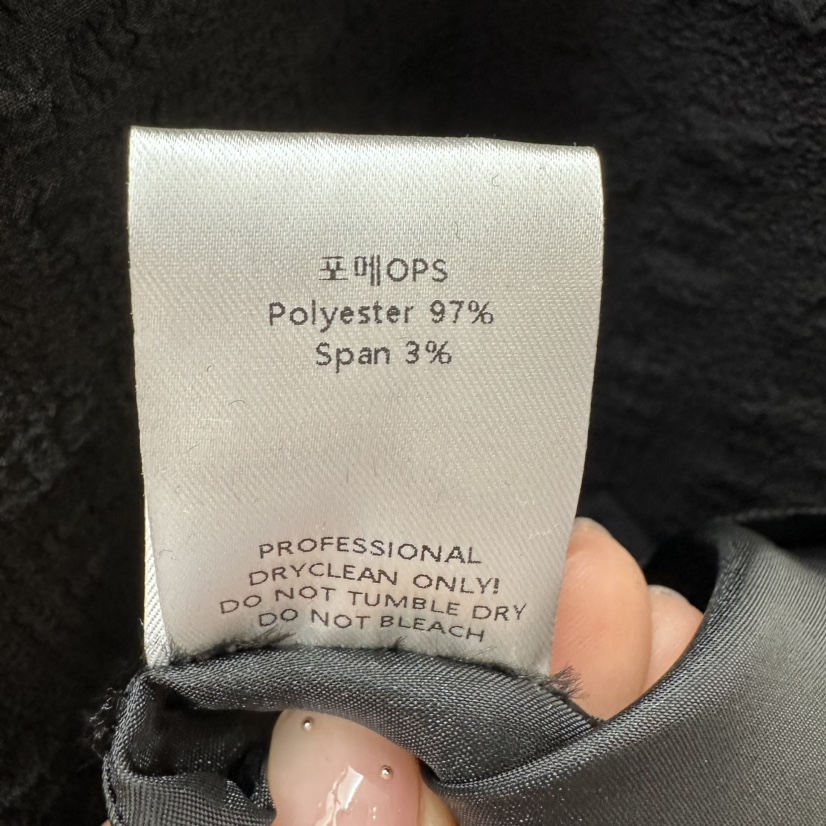 포메OPS
Polyester 97%
Span 3%
PROFESSIONAL
DRYCLEAN ONLY!
DO NOT TUMBLE DRY
DO NOT BLEACH